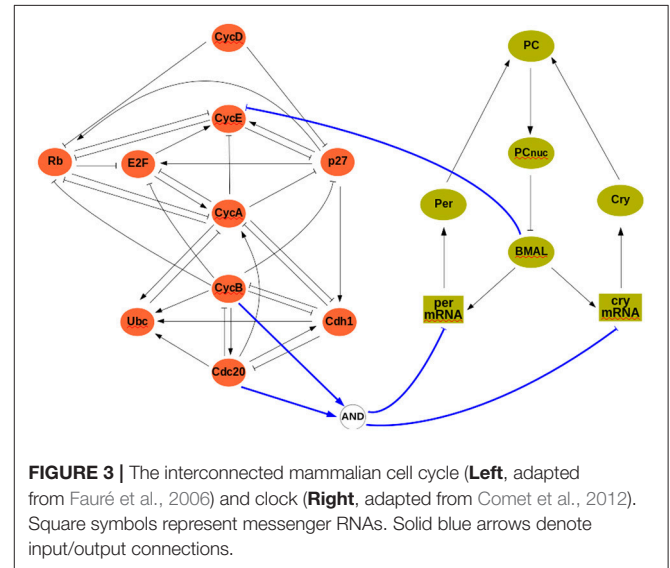 CycD
PC
CycE
PCnuc
Rb
E2F
p27
Per
Cry
CycA
BMAL
CycB
per
mRNA
cry
mRNA
Ubc
Cdh1
Cdc20
AND
FIGURE 3 | The interconnected mammalian cell cycle (Left, adapted
from Fauré et al., 2006) and clock (Right, adapted from Comet et al., 2012).
Square symbols represent messenger RNAs. Solid blue arrows denote
input/output connections.